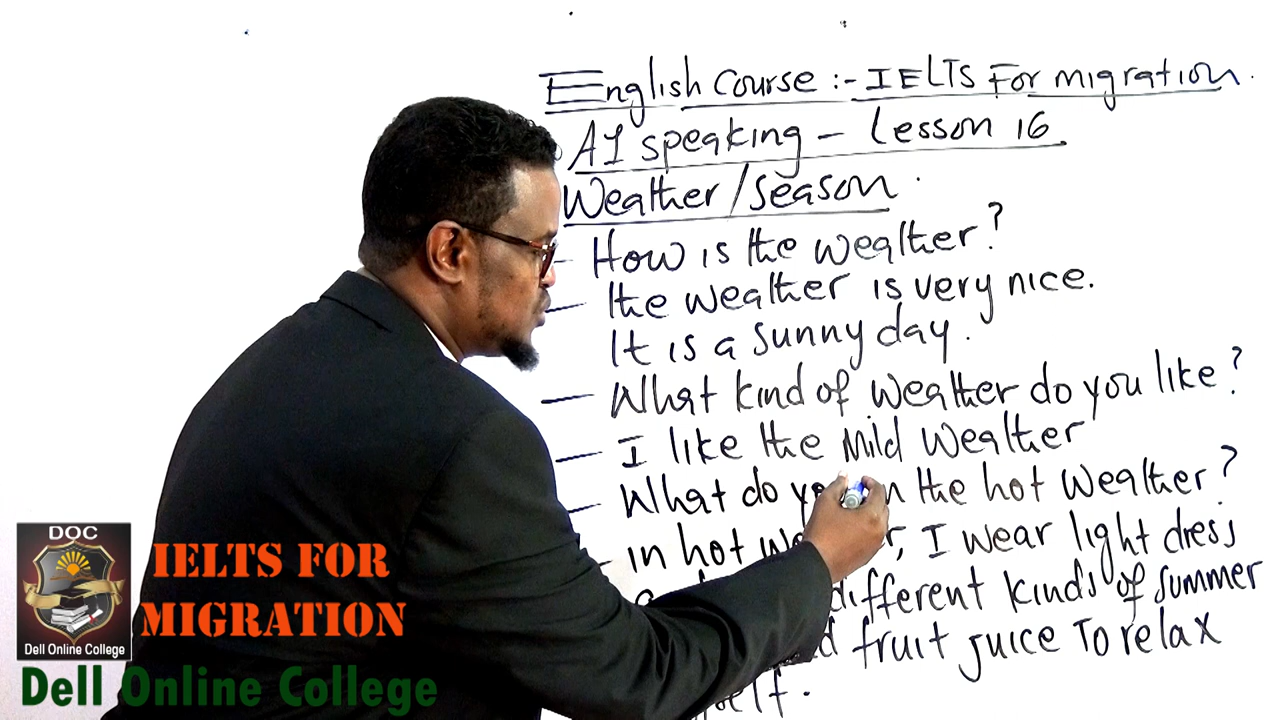 English Course :- IELTS For migration.
A1 speaking - Lesson 16
Weather/season.
- How is the weather?
- the weather is very nice.
It is a sunny day.
- What kind of weather do you like?
- I like the mild weather
- What do you in the hot weather?
- in hot r, I wear light dress
different kinds of summer
fruit juice to relax
DOC
Dell Online College
IELTS FOR
MIGRATION
Dell Online College